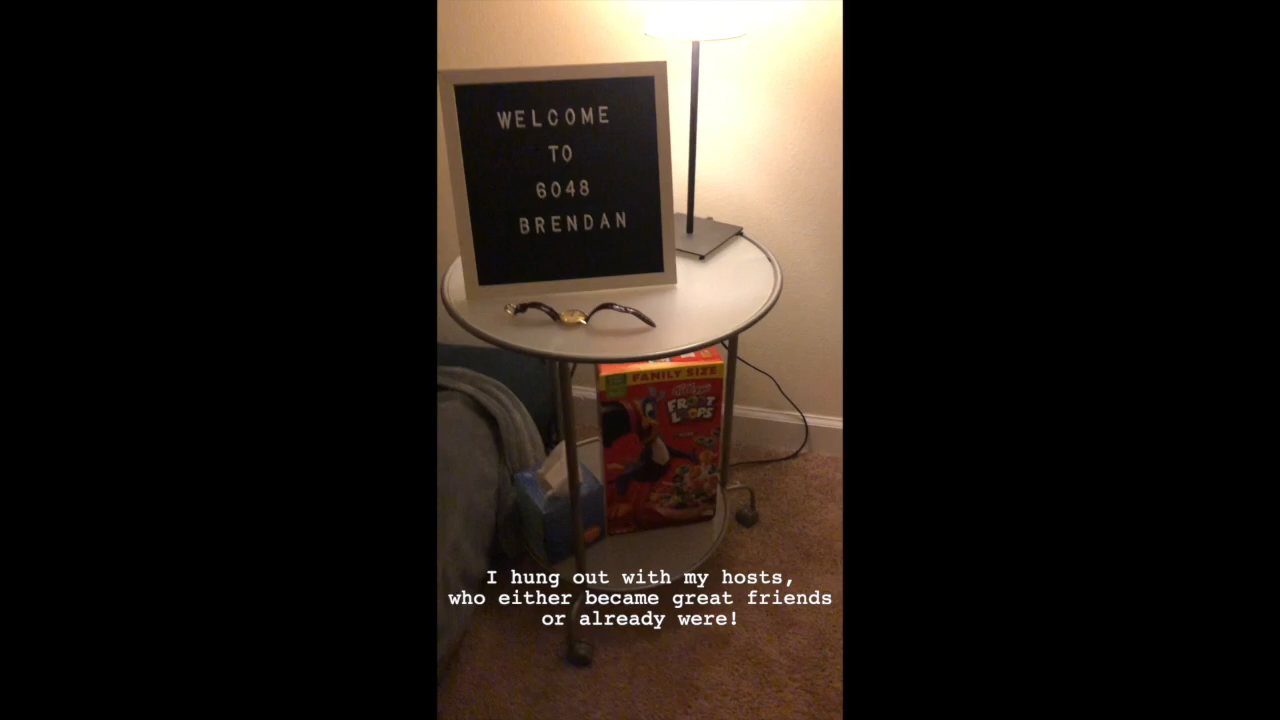 WELCOME
TO
6048
BRENDAN
FAMILY SIZE
Kellogg's
FROOT
LOOPS
I hung out with my hosts,
who either became great friends
or already were!